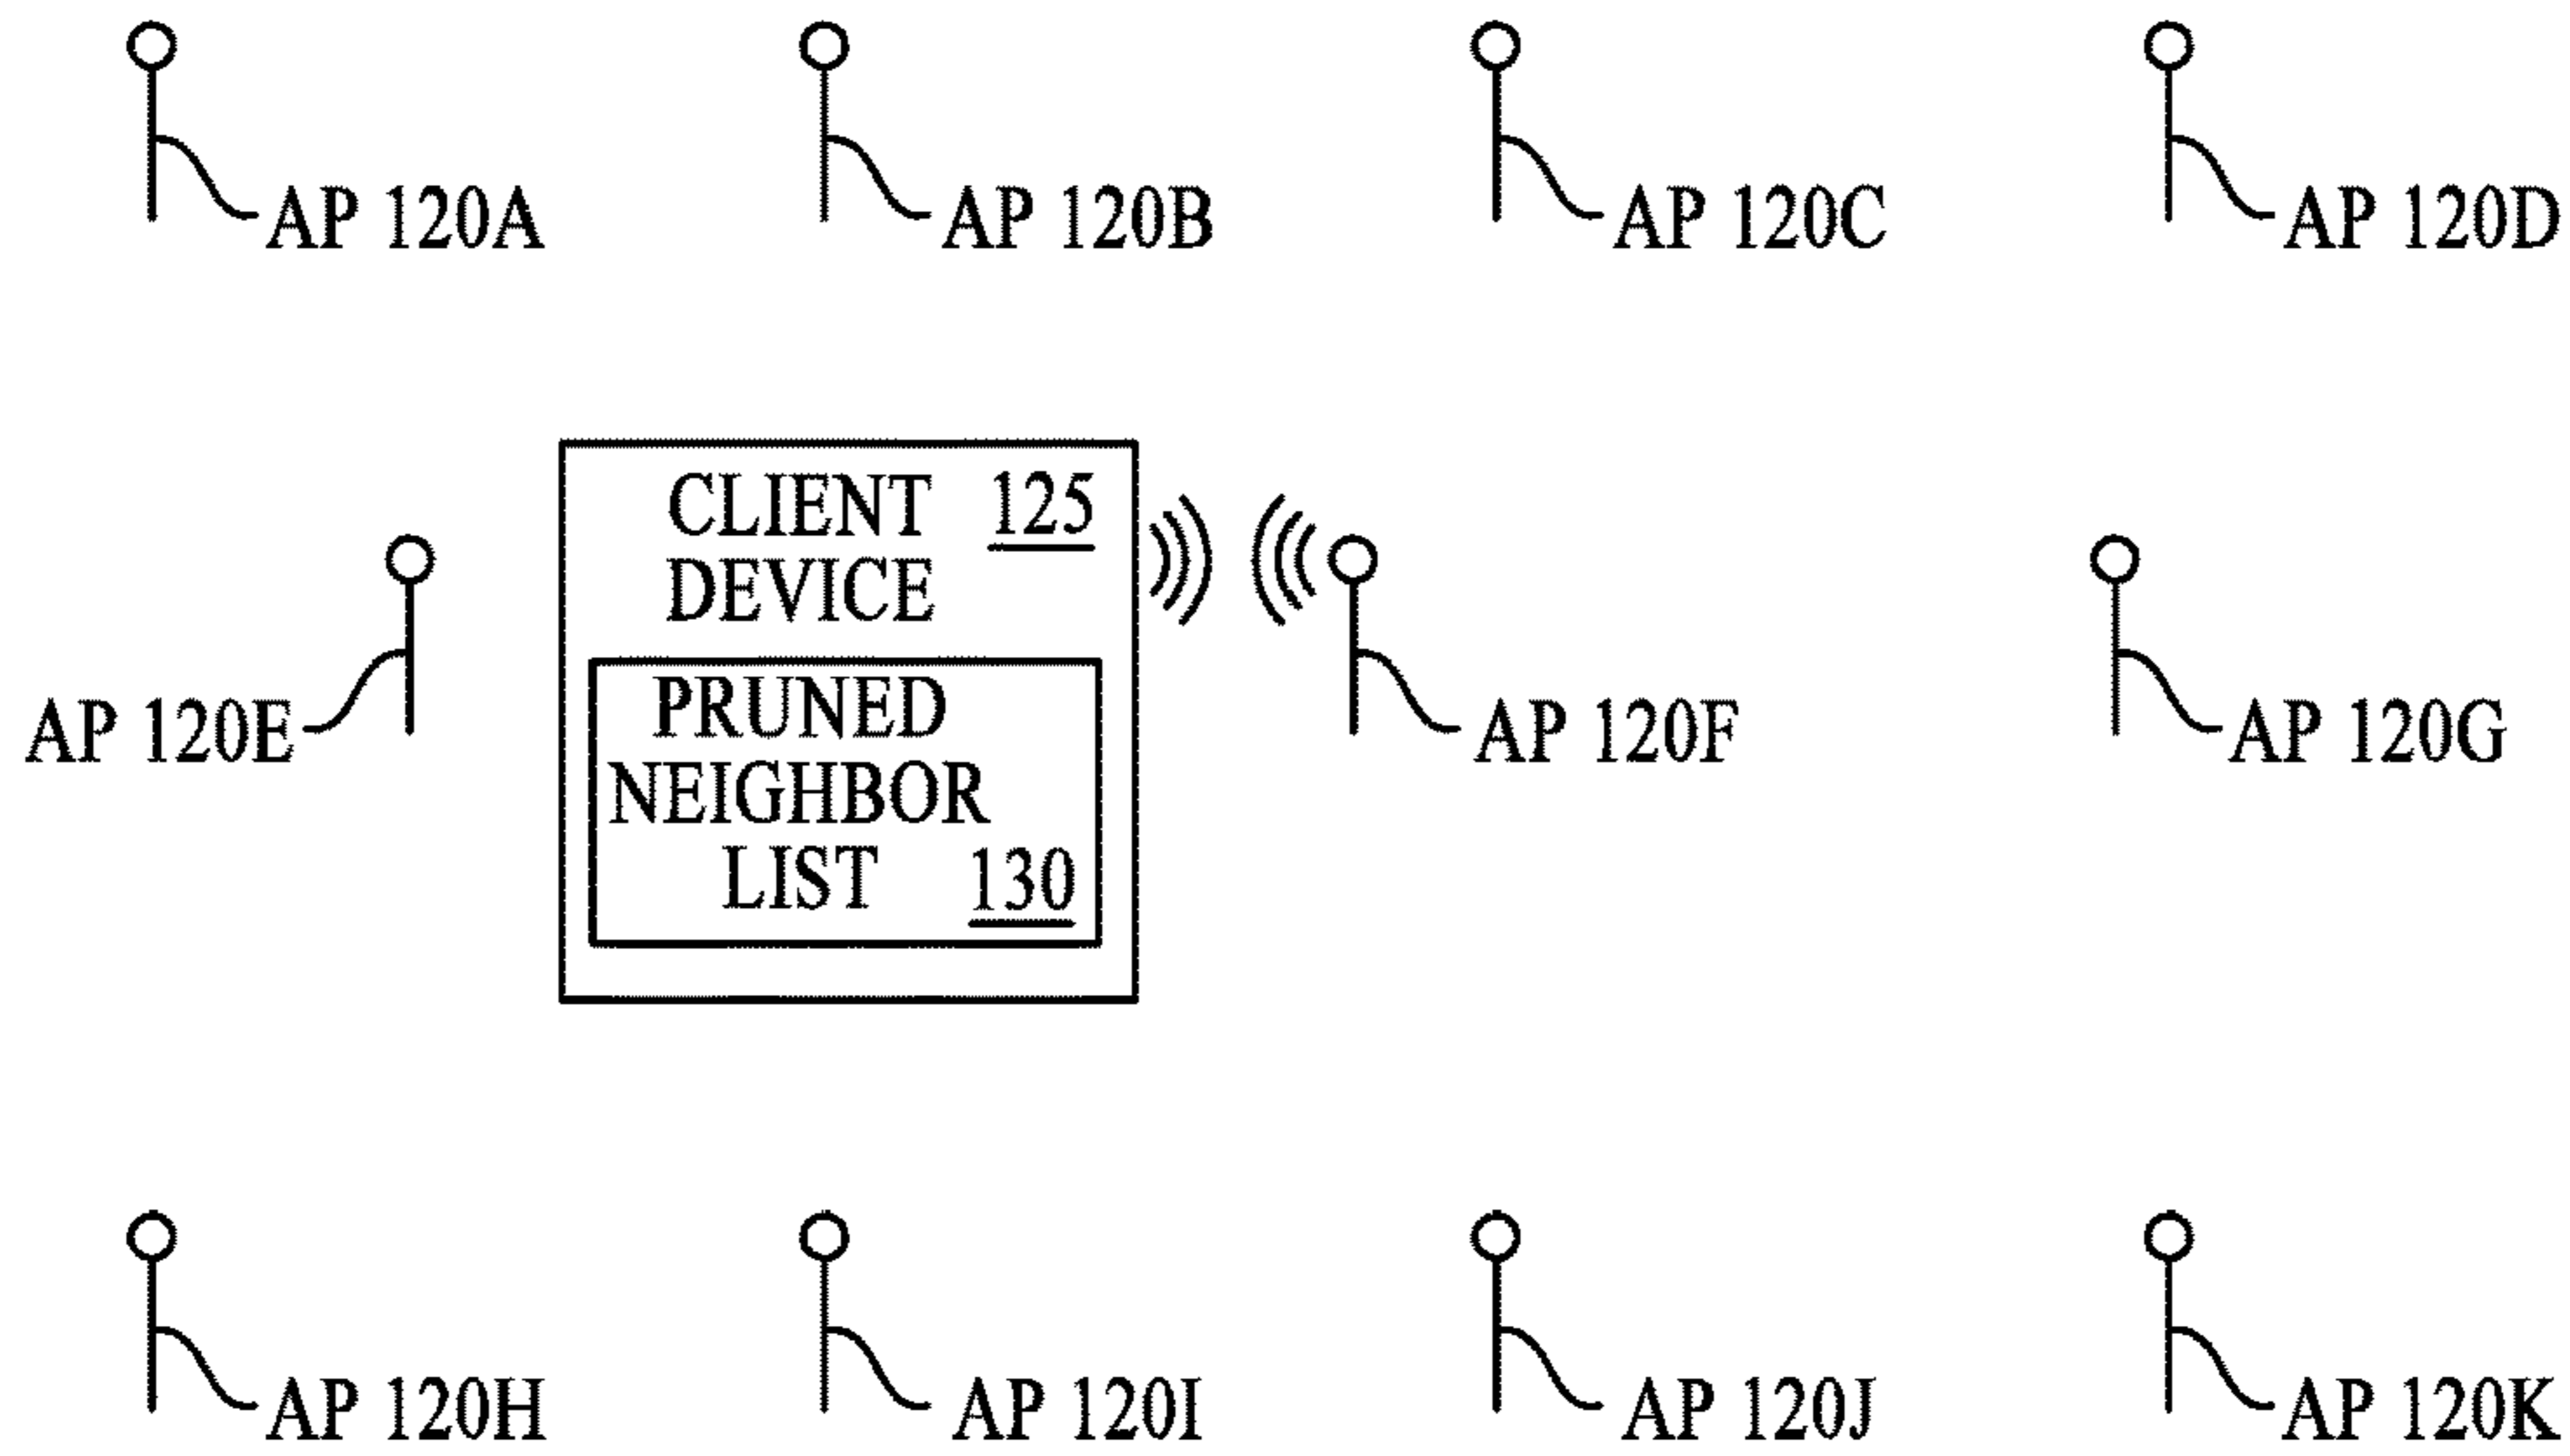 AP 120A
AP 120B
AP 120C
AP 120D
CLIENT 125
DEVICE
AP 120E
PRUNED
NEIGHBOR
LIST 130
AP 120F
AP 120G
AP 120H
AP 120I
AP 120J
AP 120K